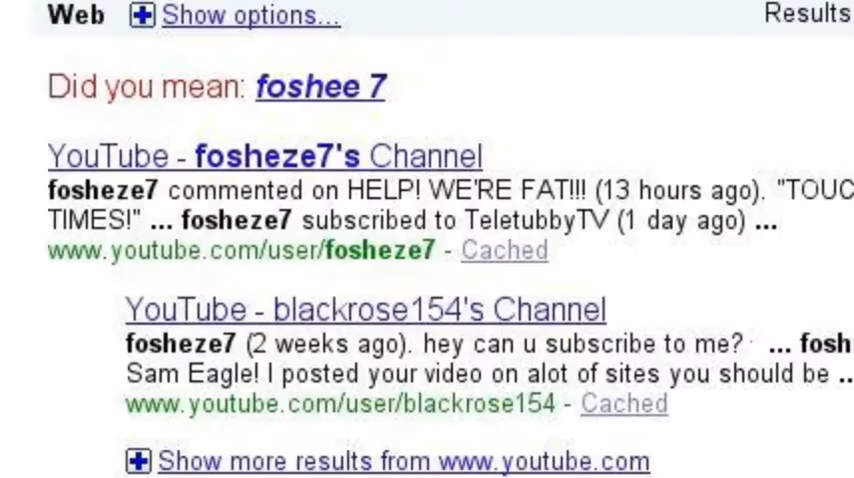 Web Show options... Results
Did you mean: foshee 7
YouTube - fosheze7's Channel
fosheze7 commented on HELP! WE'RE FAT!!! (13 hours ago). "TOUC
TIMES!" ... fosheze7 subscribed to TeletubbyTV (1 day ago) ...
www.youtube.com/user/fosheze7 - Cached
YouTube - blackrose154's Channel
fosheze7 (2 weeks ago). hey can u subscribe to me? ... fosh
Sam Eagle! I posted your video on alot of sites you should be ..
www.youtube.com/user/blackrose154 - Cached
Show more results from www.youtube.com